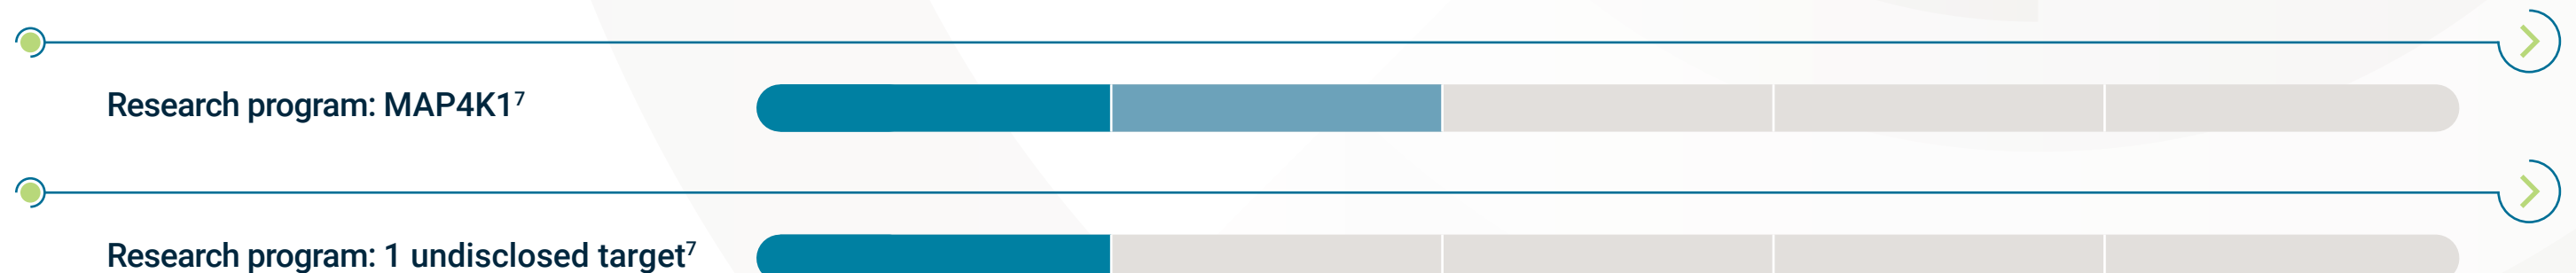 Research program: MAP4K1⁷
Research program: 1 undisclosed target⁷